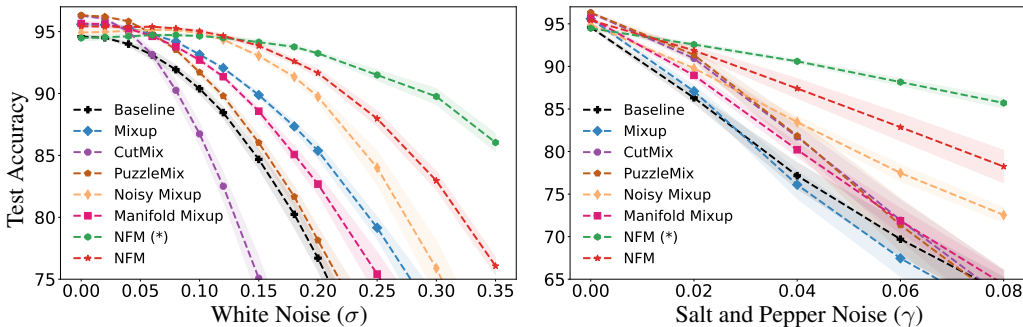 Test Accuracy
95
90
85
80
75
Baseline
Mixup
CutMix
PuzzleMix
Noisy Mixup
Manifold Mixup
NFM (*)
NFM
0.00 0.05 0.10 0.15 0.20 0.25 0.30 0.35
White Noise (σ)
95
90
85
80
75
70
65
Baseline
Mixup
CutMix
PuzzleMix
Noisy Mixup
Manifold Mixup
NFM (*)
NFM
0.00 0.02 0.04 0.06 0.08
Salt and Pepper Noise (γ)